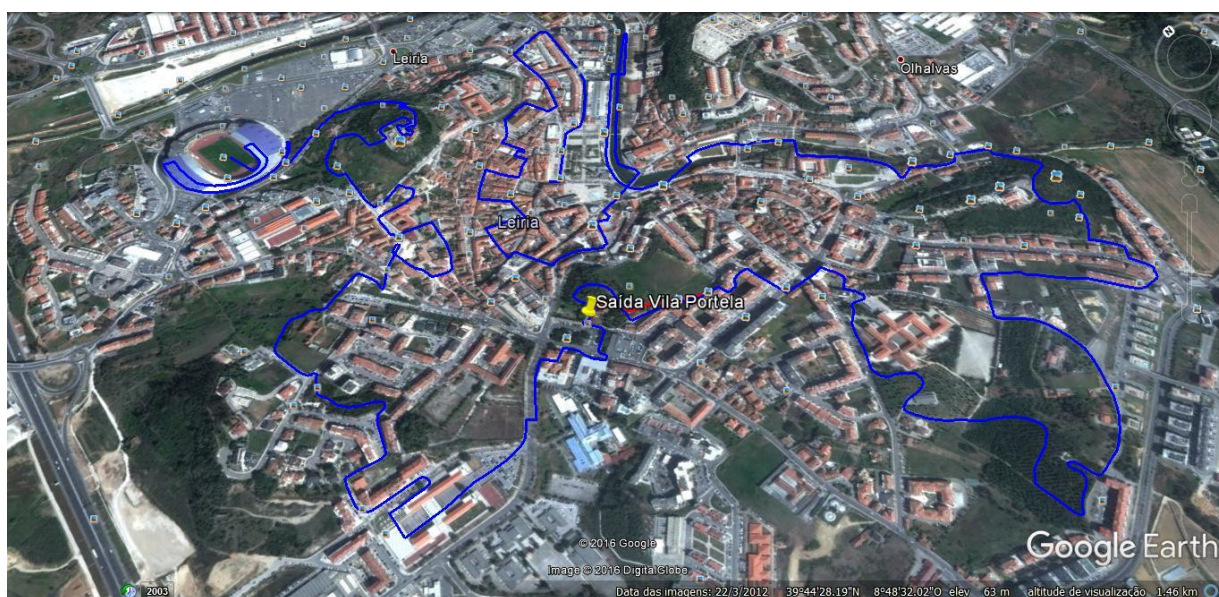 Leiria
Olhalvas
N
Leiria
Saída Vila Portela
© 2016 Google
Image © 2016 DigitalGlobe
Google Earth
2003
Data das imagens: 22/3/2012 39°44'28.19"N 8°48'32.02"O elev 63 m altitude de visualização 1.46 km